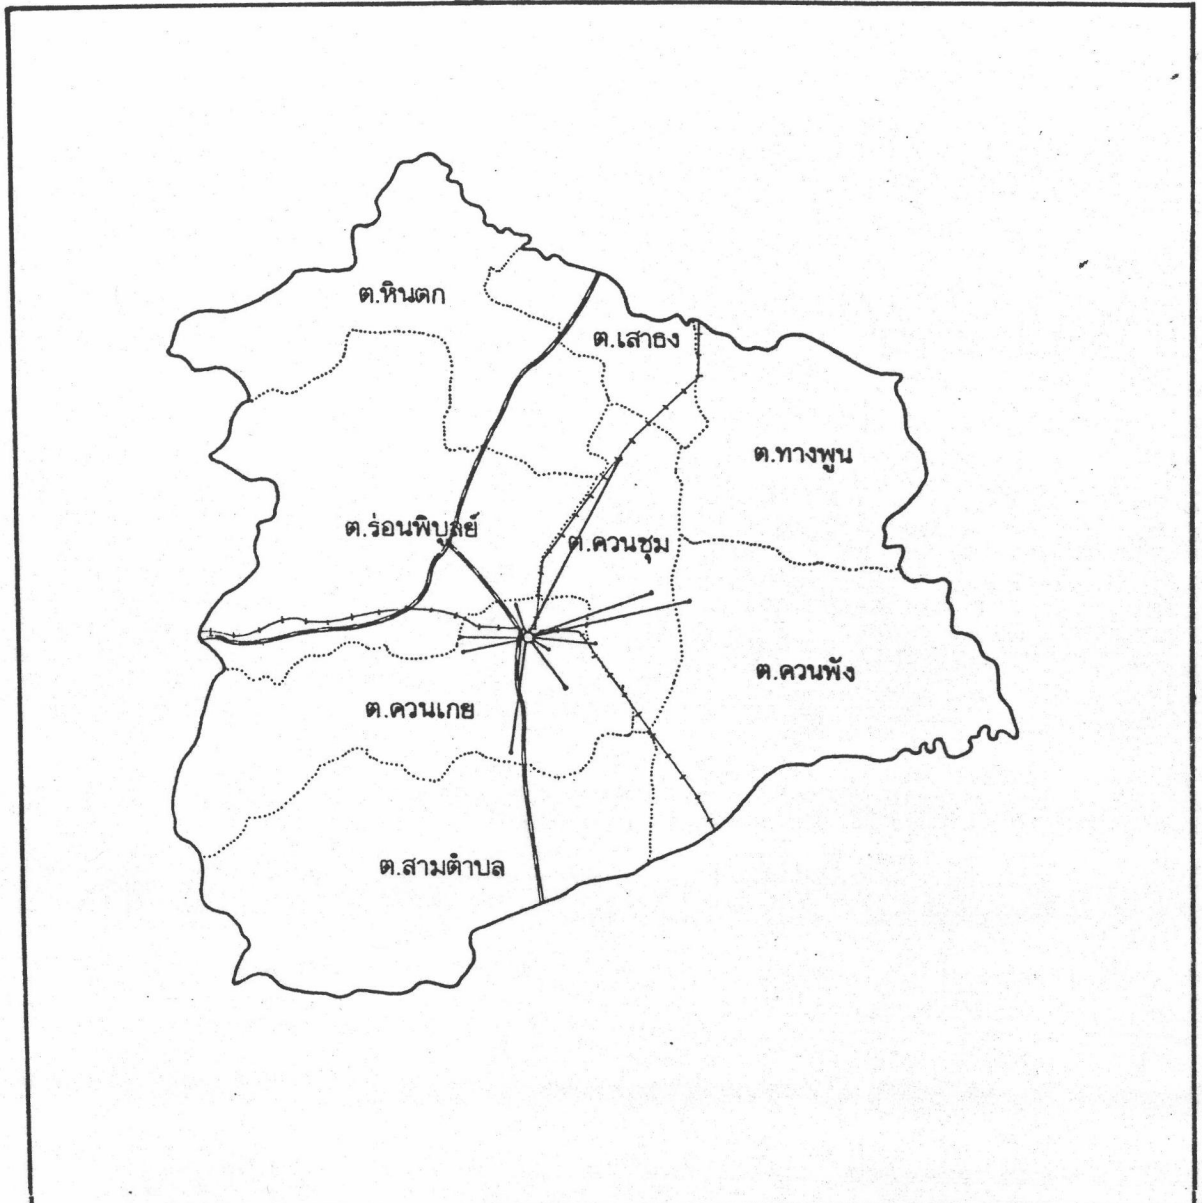 ต.หินตก
ต.เสาธง
ต.ทางพูน
ต.ร่อนพิบูลย์
ต.ควนชุม
ต.ควนพัง
ต.ควนเกย
ต.สามตำบล